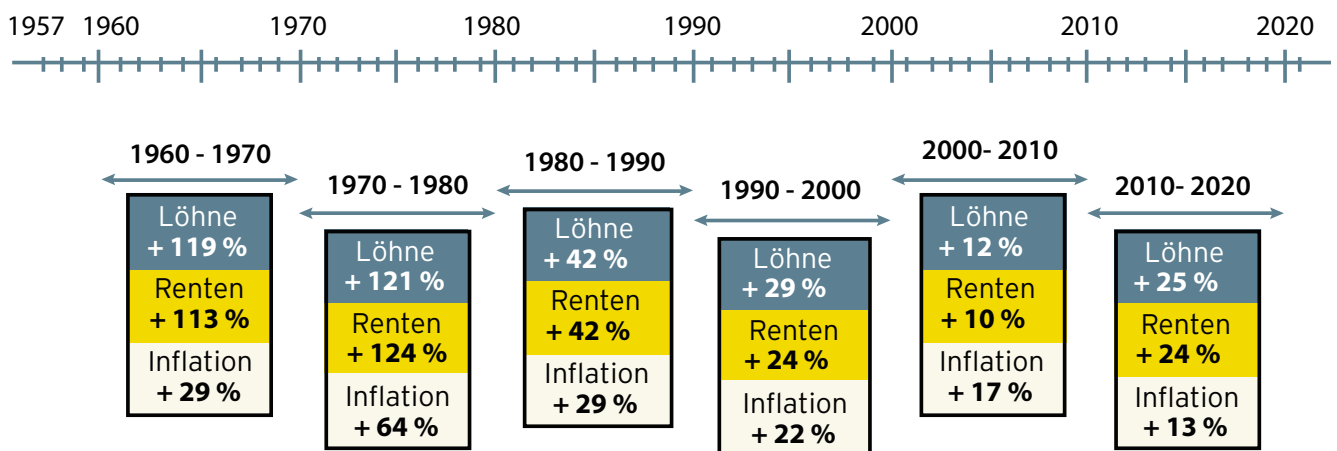 1957 1960 1970 1980 1990 2000 2010 2020
1960 - 1970
Löhne
+ 119 %
Renten
+ 113 %
Inflation
+ 29 %
1970 - 1980
Löhne
+ 121 %
Renten
+ 124 %
Inflation
+ 64 %
1980 - 1990
Löhne
+ 42 %
Renten
+ 42 %
Inflation
+ 29 %
1990 - 2000
Löhne
+ 29 %
Renten
+ 24 %
Inflation
+ 22 %
2000- 2010
Löhne
+ 12 %
Renten
+ 10 %
Inflation
+ 17 %
2010- 2020
Löhne
+ 25 %
Renten
+ 24 %
Inflation
+ 13 %